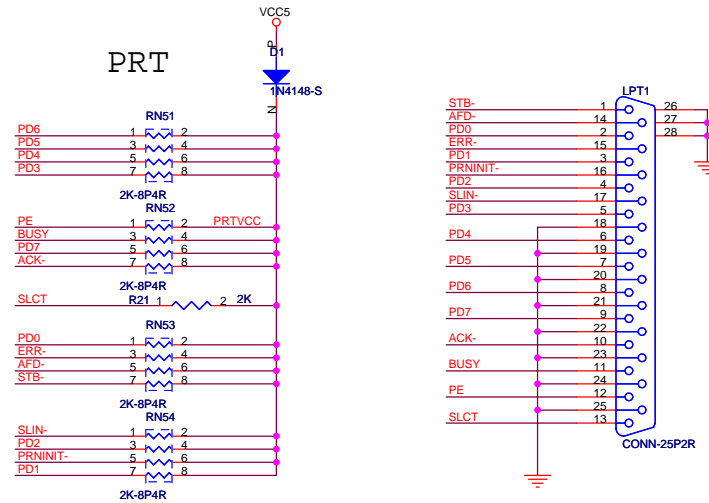 VCC5
P
D1
PRT
1N4148-S
N
RN51
PD6 1 2
PD5 3 4
PD4 5 6
PD3 7 8
2K-8P4R
RN52
PE 1 2 PRTVCC
BUSY 3 4
PD7 5 6
ACK- 7 8
2K-8P4R
SLCT R21 1 2 2K
RN53
PD0 1 2
ERR- 3 4
AFD- 5 6
STB- 7 8
2K-8P4R
RN54
SLIN- 1 2
PD2 3 4
PRNINIT- 5 6
PD1 7 8
2K-8P4R
LPT1
STB- 1 26
AFD- 14 27
PD0 2 28
ERR- 15
PD1 3
PRNINIT- 16
PD2 4
SLIN- 17
PD3 5
18
PD4 6
19
PD5 7
20
PD6 8
21
PD7 9
22
ACK- 10
23
BUSY 11
24
PE 12
25
SLCT 13
CONN-25P2R